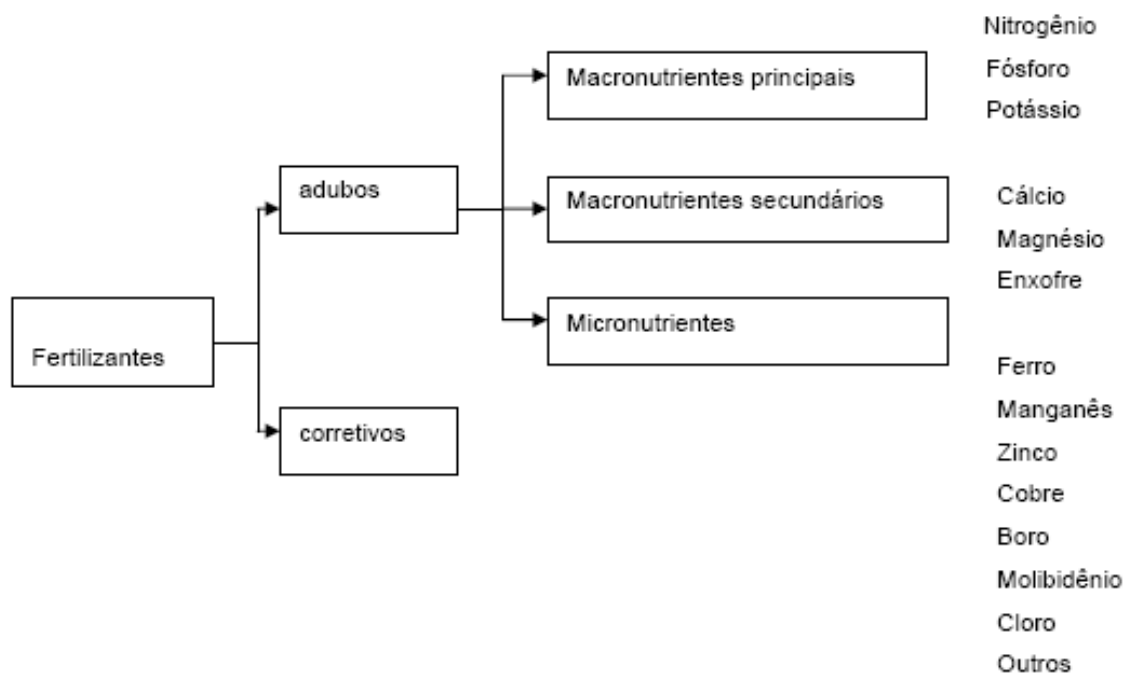 Nitrogênio
Macronutrientes principais
Fósforo
Potássio
adubos
Macronutrientes secundários
Cálcio
Magnésio
Enxofre
Micronutrientes
Fertilizantes
Ferro
Manganês
corretivos
Zinco
Cobre
Boro
Molibidênio
Cloro
Outros